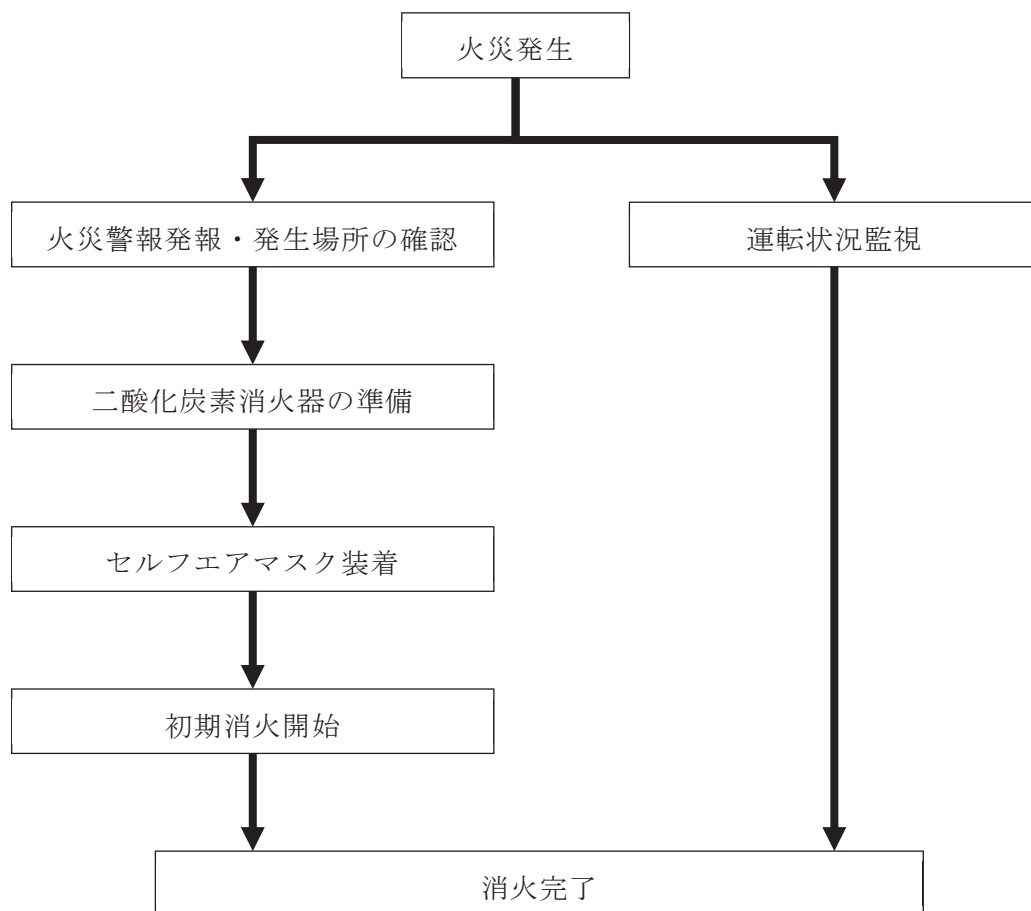 火災発生
火災警報発報・発生場所の確認
運転状況監視
二酸化炭素消火器の準備
セルフエアマスク装着
初期消火開始
消火完了